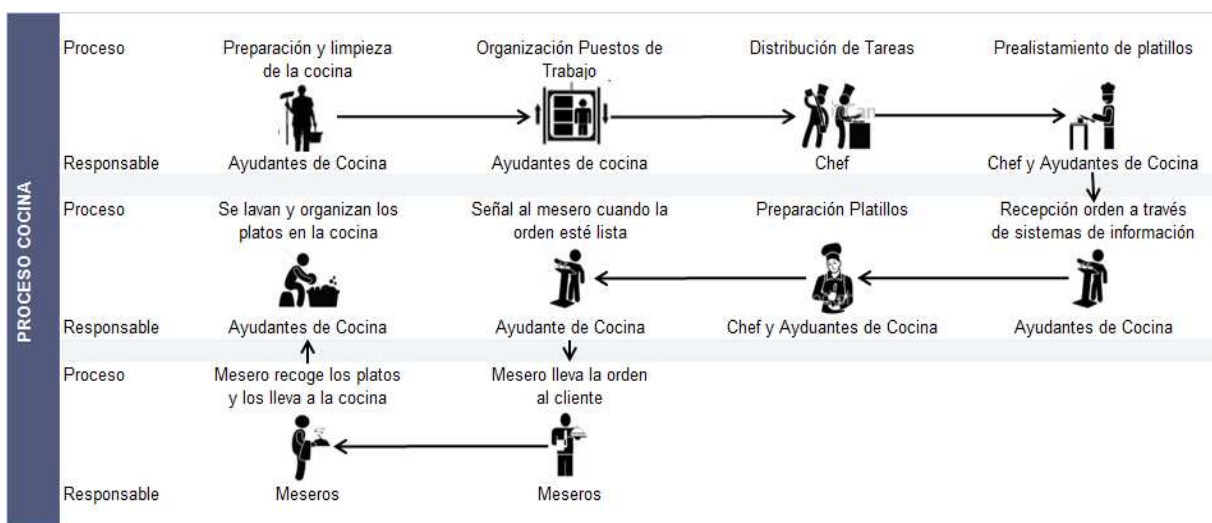 PROCESO COCINA
Proceso
Preparación y limpieza
de la cocina
Organización Puestos de
Trabajo
Distribución de Tareas
Prealistamiento de platillos
Responsable
Ayudantes de Cocina
Ayudantes de cocina
Chef
Chef y Ayudantes de Cocina
Proceso
Se lavan y organizan los
platos en la cocina
Señal al mesero cuando la
orden esté lista
Preparación Platillos
Recepción orden a través
de sistemas de información
Responsable
Ayudantes de Cocina
Ayudante de Cocina
Chef y Ayduantes de Cocina
Ayudantes de Cocina
Proceso
Mesero recoge los platos
y los lleva a la cocina
Mesero lleva la orden
al cliente
Responsable
Meseros
Meseros